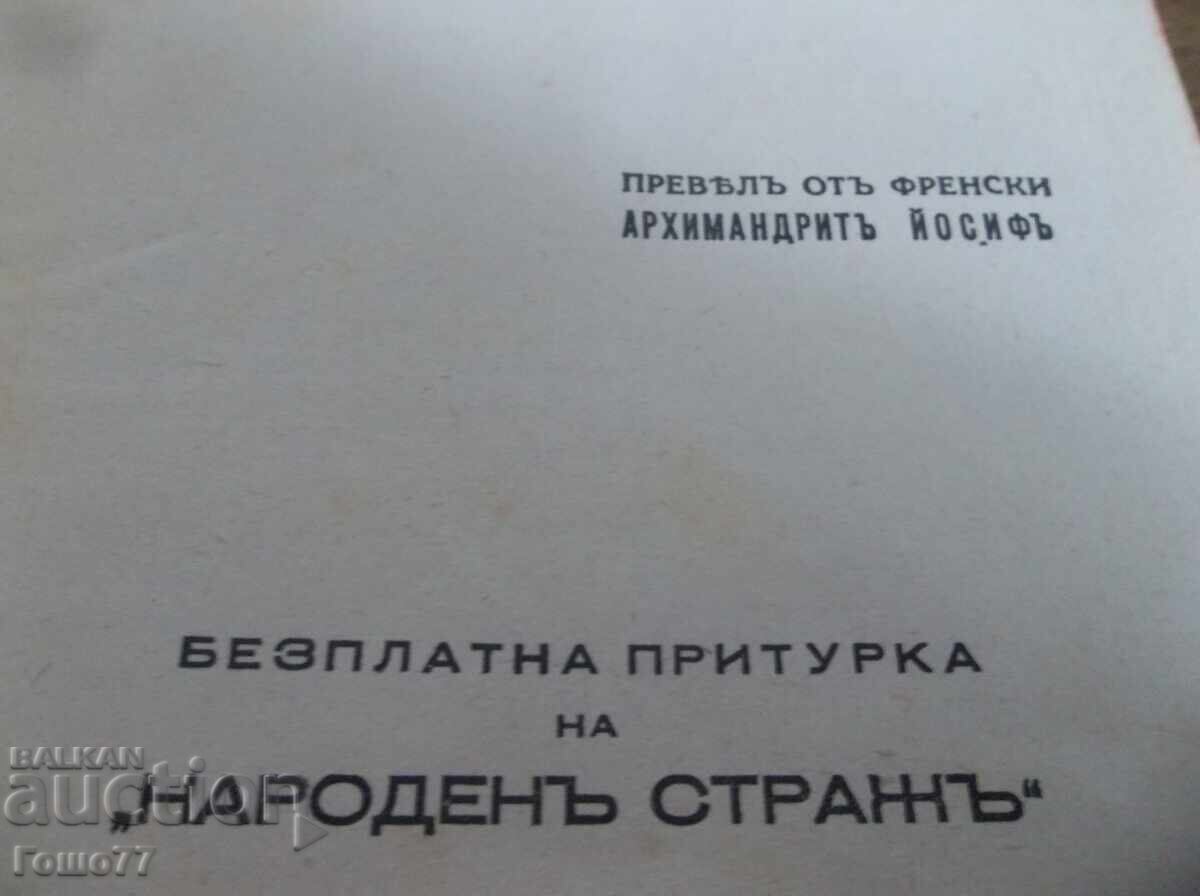 ПРЕВѢЛЪ ОТЪ ФРЕНСКИ
АРХИМАНДРИТЪ ЙОСИФЪ
БЕЗПЛАТНА ПРИТУРКА
НА
„НАРОДЕНЪ СТРАЖЪ“
BALKAN
auction
Гошо77